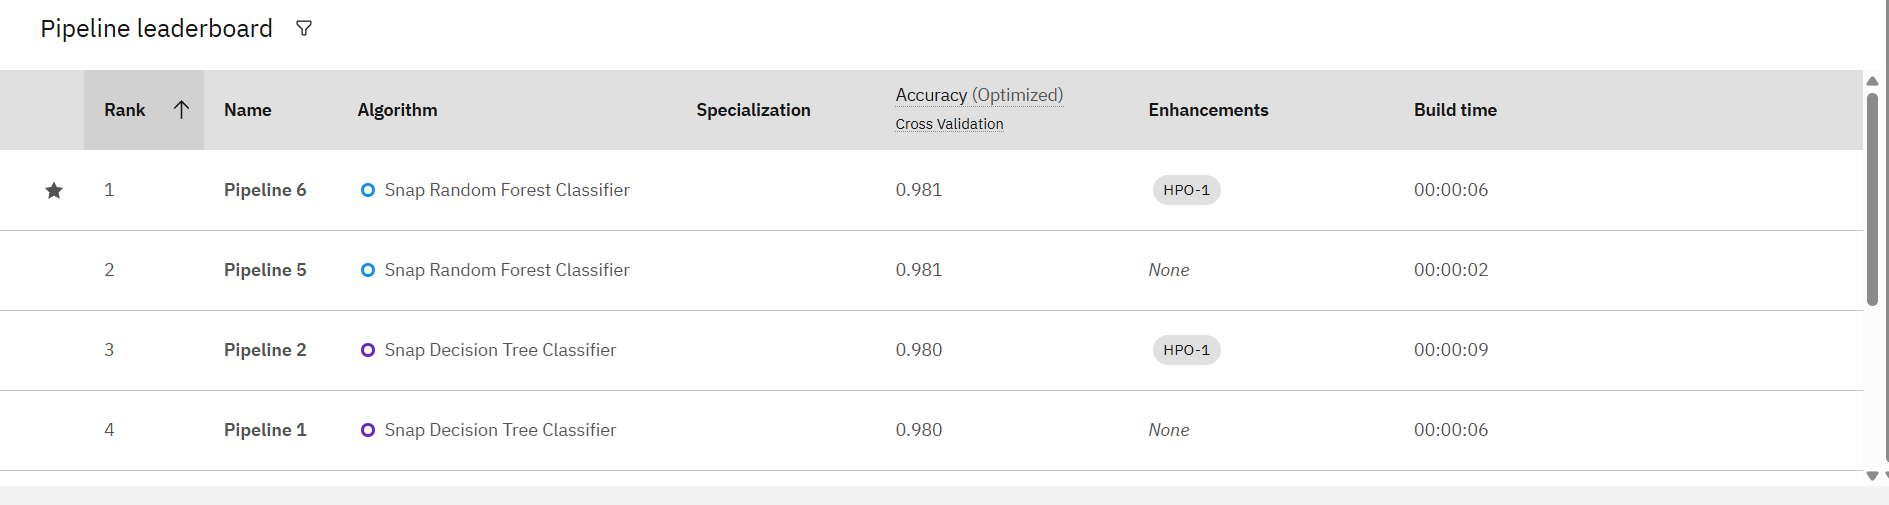 Pipeline leaderboard
Rank Name Algorithm Specialization Accuracy (Optimized) Cross Validation Enhancements Build time
1 Pipeline 6 Snap Random Forest Classifier 0.981 HPO-1 00:00:06
2 Pipeline 5 Snap Random Forest Classifier 0.981 None 00:00:02
3 Pipeline 2 Snap Decision Tree Classifier 0.980 HPO-1 00:00:09
4 Pipeline 1 Snap Decision Tree Classifier 0.980 None 00:00:06